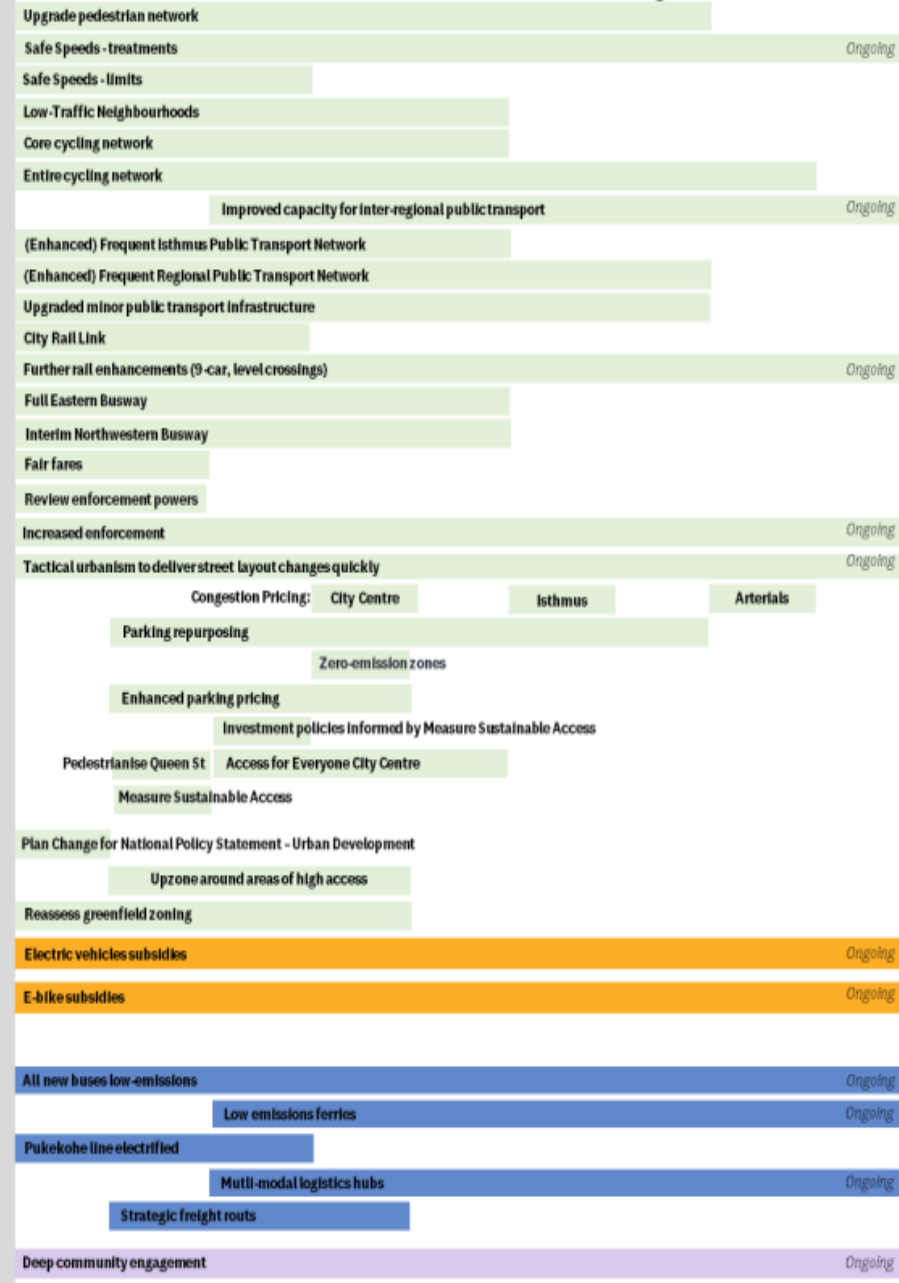 Upgrade pedestrian network
Safe Speeds - treatments Ongoing
Safe Speeds - limits
Low-Traffic Neighbourhoods
Core cycling network
Entire cycling network
Improved capacity for inter-regional public transport Ongoing
(Enhanced) Frequent Isthmus Public Transport Network
(Enhanced) Frequent Regional Public Transport Network
Upgraded minor public transport infrastructure
City Rail Link
Further rail enhancements (9-car, level crossings) Ongoing
Full Eastern Busway
Interim Northwestern Busway
Fair fares
Review enforcement powers
Increased enforcement Ongoing
Tactical urbanism to deliver street layout changes quickly Ongoing
Congestion Pricing: City Centre Isthmus Arterials
Parking repurposing
Zero-emission zones
Enhanced parking pricing
Investment policies informed by Measure Sustainable Access
Pedestrianise Queen St Access for Everyone City Centre
Measure Sustainable Access
Plan Change for National Policy Statement - Urban Development
Upzone around areas of high access
Reassess greenfield zoning
Electric vehicles subsidies Ongoing
E-bike subsidies Ongoing
All new buses low-emissions Ongoing
Low emissions ferries Ongoing
Pukekohe line electrified
Mutli-modal logistics hubs Ongoing
Strategic freight routs
Deep community engagement Ongoing